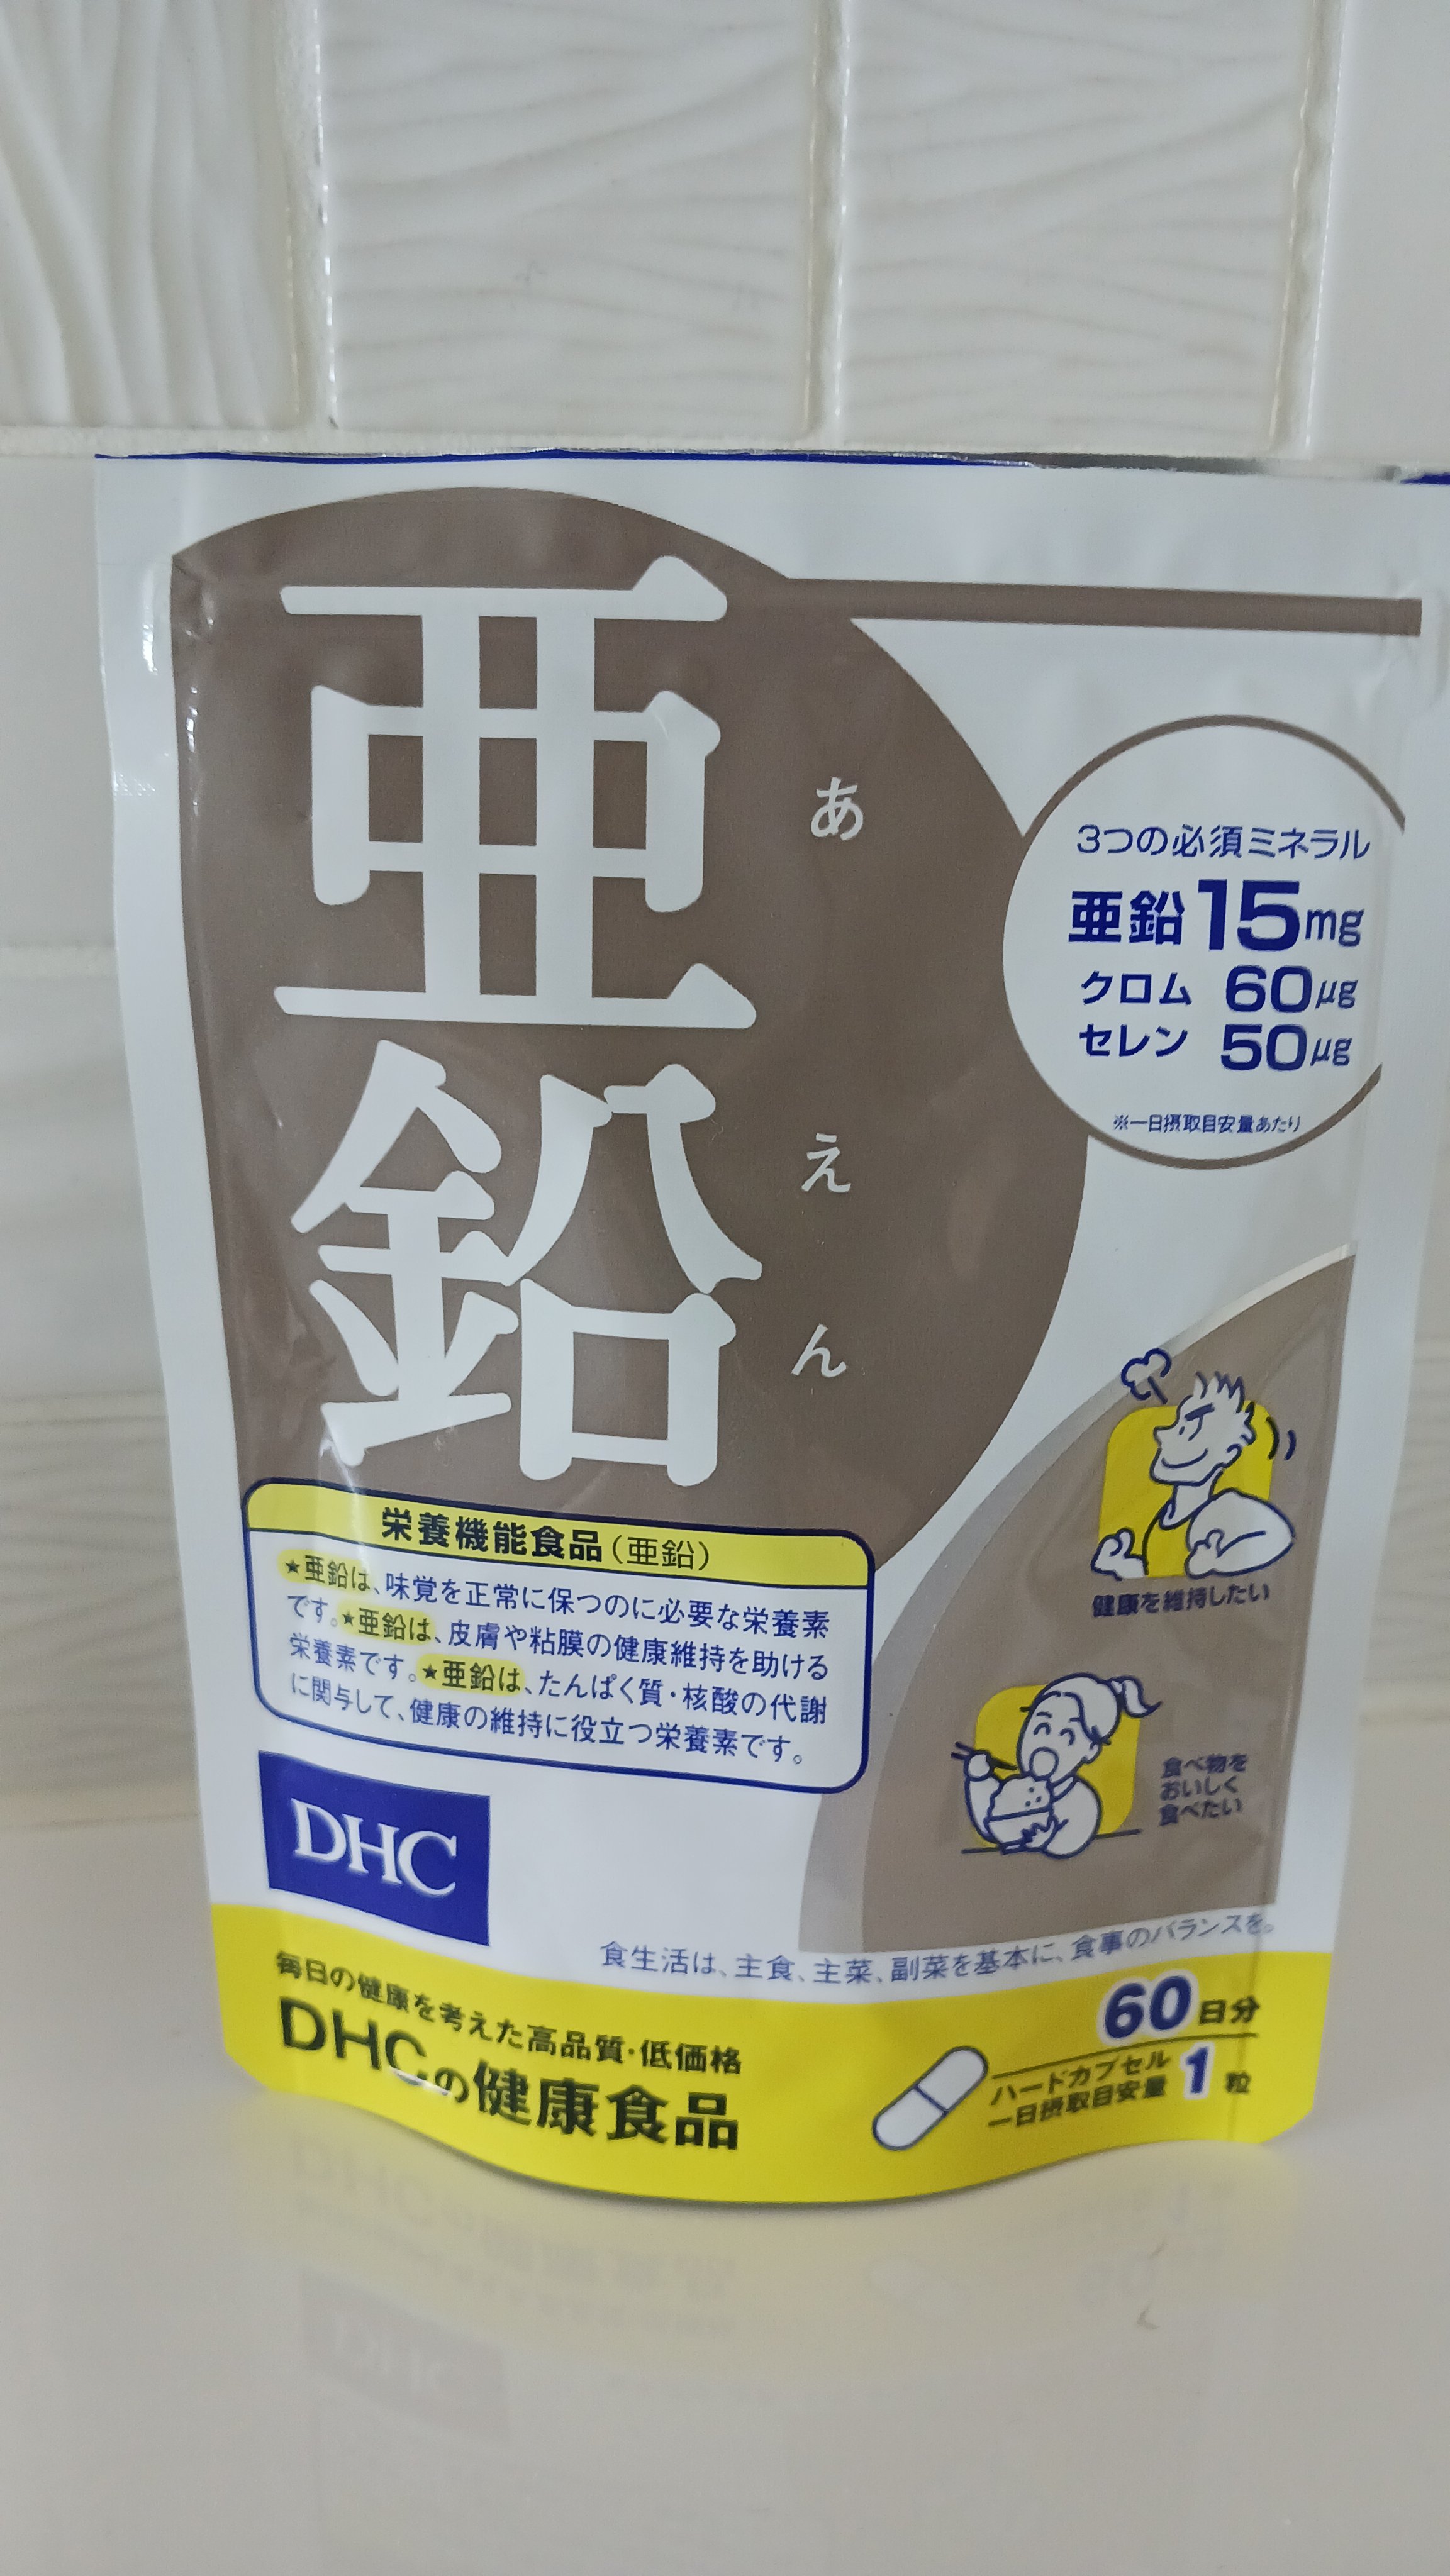 亜鉛
あえん
3つの必須ミネラル
亜鉛15mg
クロム 60μg
セレン 50μg
※一日摂取目安量あたり
健康を維持したい
食べ物を
おいしく
食べたい
栄養機能食品(亜鉛)
★亜鉛は、味覚を正常に保つのに必要な栄養素
です。★亜鉛は、皮膚や粘膜の健康維持を助ける
栄養素です。★亜鉛は、たんぱく質・核酸の代謝
に関与して、健康の維持に役立つ栄養素です。
DHC
食生活は、主食、主菜、副菜を基本に、食事のバランスを。
毎日の健康を考えた高品質・低価格
DHCの健康食品
60日分
ハードカプセル
一日摂取目安量 1粒